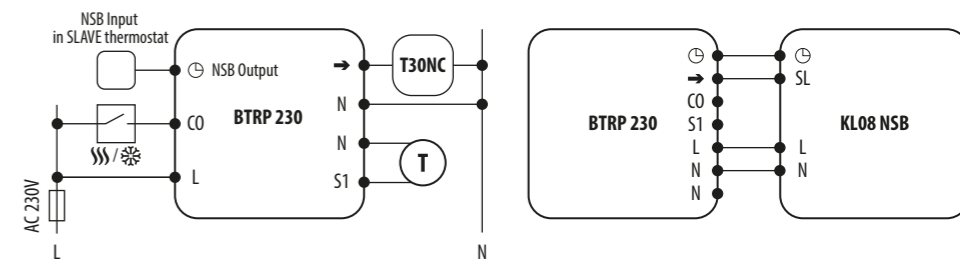 NSB Input
in SLAVE thermostat
NSB Output
CO
L
BTRP 230
➔
N
N
S1
T30NC
T
/
AC 230V
L
N
BTRP 230
➔
CO
S1
L
N
N
KL08 NSB
SL
L
N